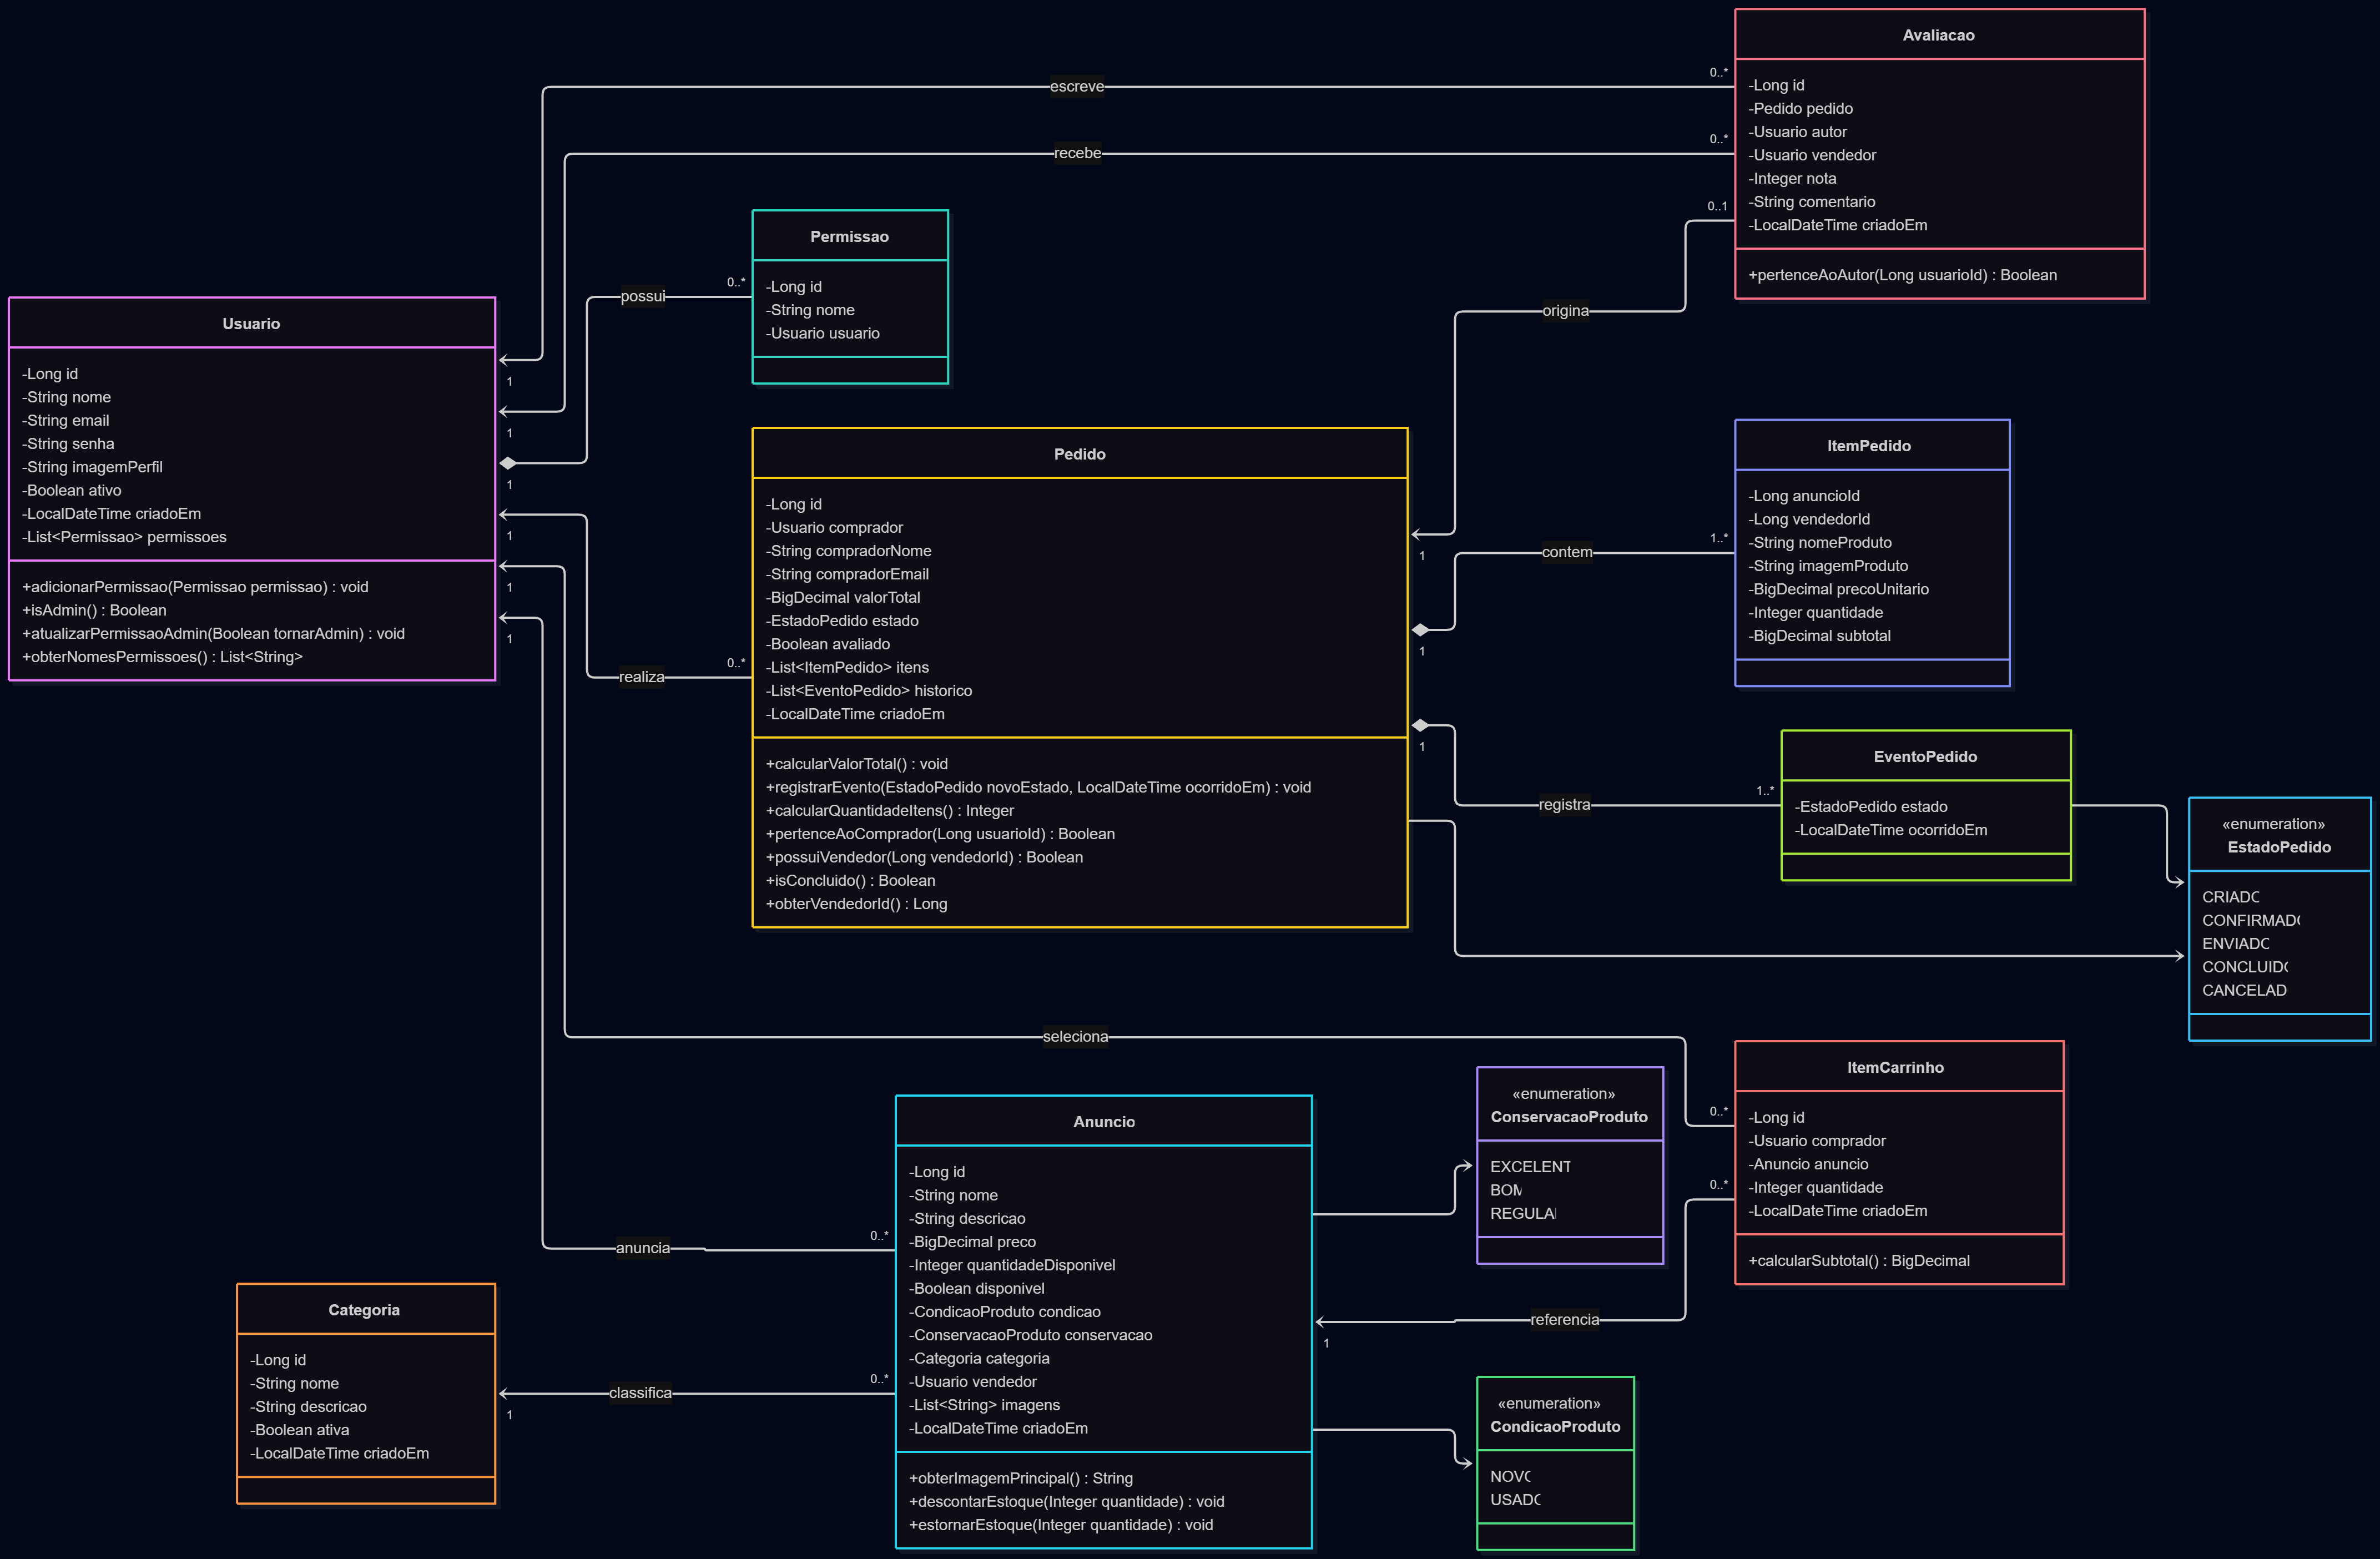 Avaliacao
-Long id
-Pedido pedido
-Usuario autor
-Usuario vendedor
-Integer nota
-String comentario
-LocalDateTime criadoEm
+pertenceAoAutor(Long usuarioId) : Boolean
escreve
0..*
1
recebe
0..*
1
origina
0..1
1
Permissao
-Long id
-String nome
-Usuario usuario
possui
0..*
1
Usuario
-Long id
-String nome
-String email
-String senha
-String imagemPerfil
-Boolean ativo
-LocalDateTime criadoEm
-List<Permissao> permissoes
+adicionarPermissao(Permissao permissao) : void
+isAdmin() : Boolean
+atualizarPermissaoAdmin(Boolean tornarAdmin) : void
+obterNomesPermissoes() : List<String>
Pedido
-Long id
-Usuario comprador
-String compradorNome
-String compradorEmail
-BigDecimal valorTotal
-EstadoPedido estado
-Boolean avaliado
-List<ItemPedido> itens
-List<EventoPedido> historico
-LocalDateTime criadoEm
+calcularValorTotal() : void
+registrarEvento(EstadoPedido novoEstado, LocalDateTime ocorridoEm) : void
+calcularQuantidadeItens() : Integer
+pertenceAoComprador(Long usuarioId) : Boolean
+possuiVendedor(Long vendedorId) : Boolean
+isConcluido() : Boolean
+obterVendedorId() : Long
realiza
0..*
1
ItemPedido
-Long anuncioId
-Long vendedorId
-String nomeProduto
-String imagemProduto
-BigDecimal precoUnitario
-Integer quantidade
-BigDecimal subtotal
contem
1..*
1
EventoPedido
-EstadoPedido estado
-LocalDateTime ocorridoEm
registra
1..*
1
«enumeration»
EstadoPedido
CRIADO
CONFIRMADO
ENVIADO
CONCLUIDO
CANCELAD
seleciona
0..*
1
ItemCarrinho
-Long id
-Usuario comprador
-Anuncio anuncio
-Integer quantidade
-LocalDateTime criadoEm
+calcularSubtotal() : BigDecimal
«enumeration»
ConservacaoProduto
EXCELENT
BOM
REGULAR
Anuncio
-Long id
-String nome
-String descricao
-BigDecimal preco
-Integer quantidadeDisponivel
-Boolean disponivel
-CondicaoProduto condicao
-ConservacaoProduto conservacao
-Categoria categoria
-Usuario vendedor
-List<String> imagens
-LocalDateTime criadoEm
+obterImagemPrincipal() : String
+descontarEstoque(Integer quantidade) : void
+estornarEstoque(Integer quantidade) : void
anuncia
0..*
1
referencia
0..*
1
Categoria
-Long id
-String nome
-String descricao
-Boolean ativa
-LocalDateTime criadoEm
classifica
0..*
1
«enumeration»
CondicaoProduto
NOVO
USADO